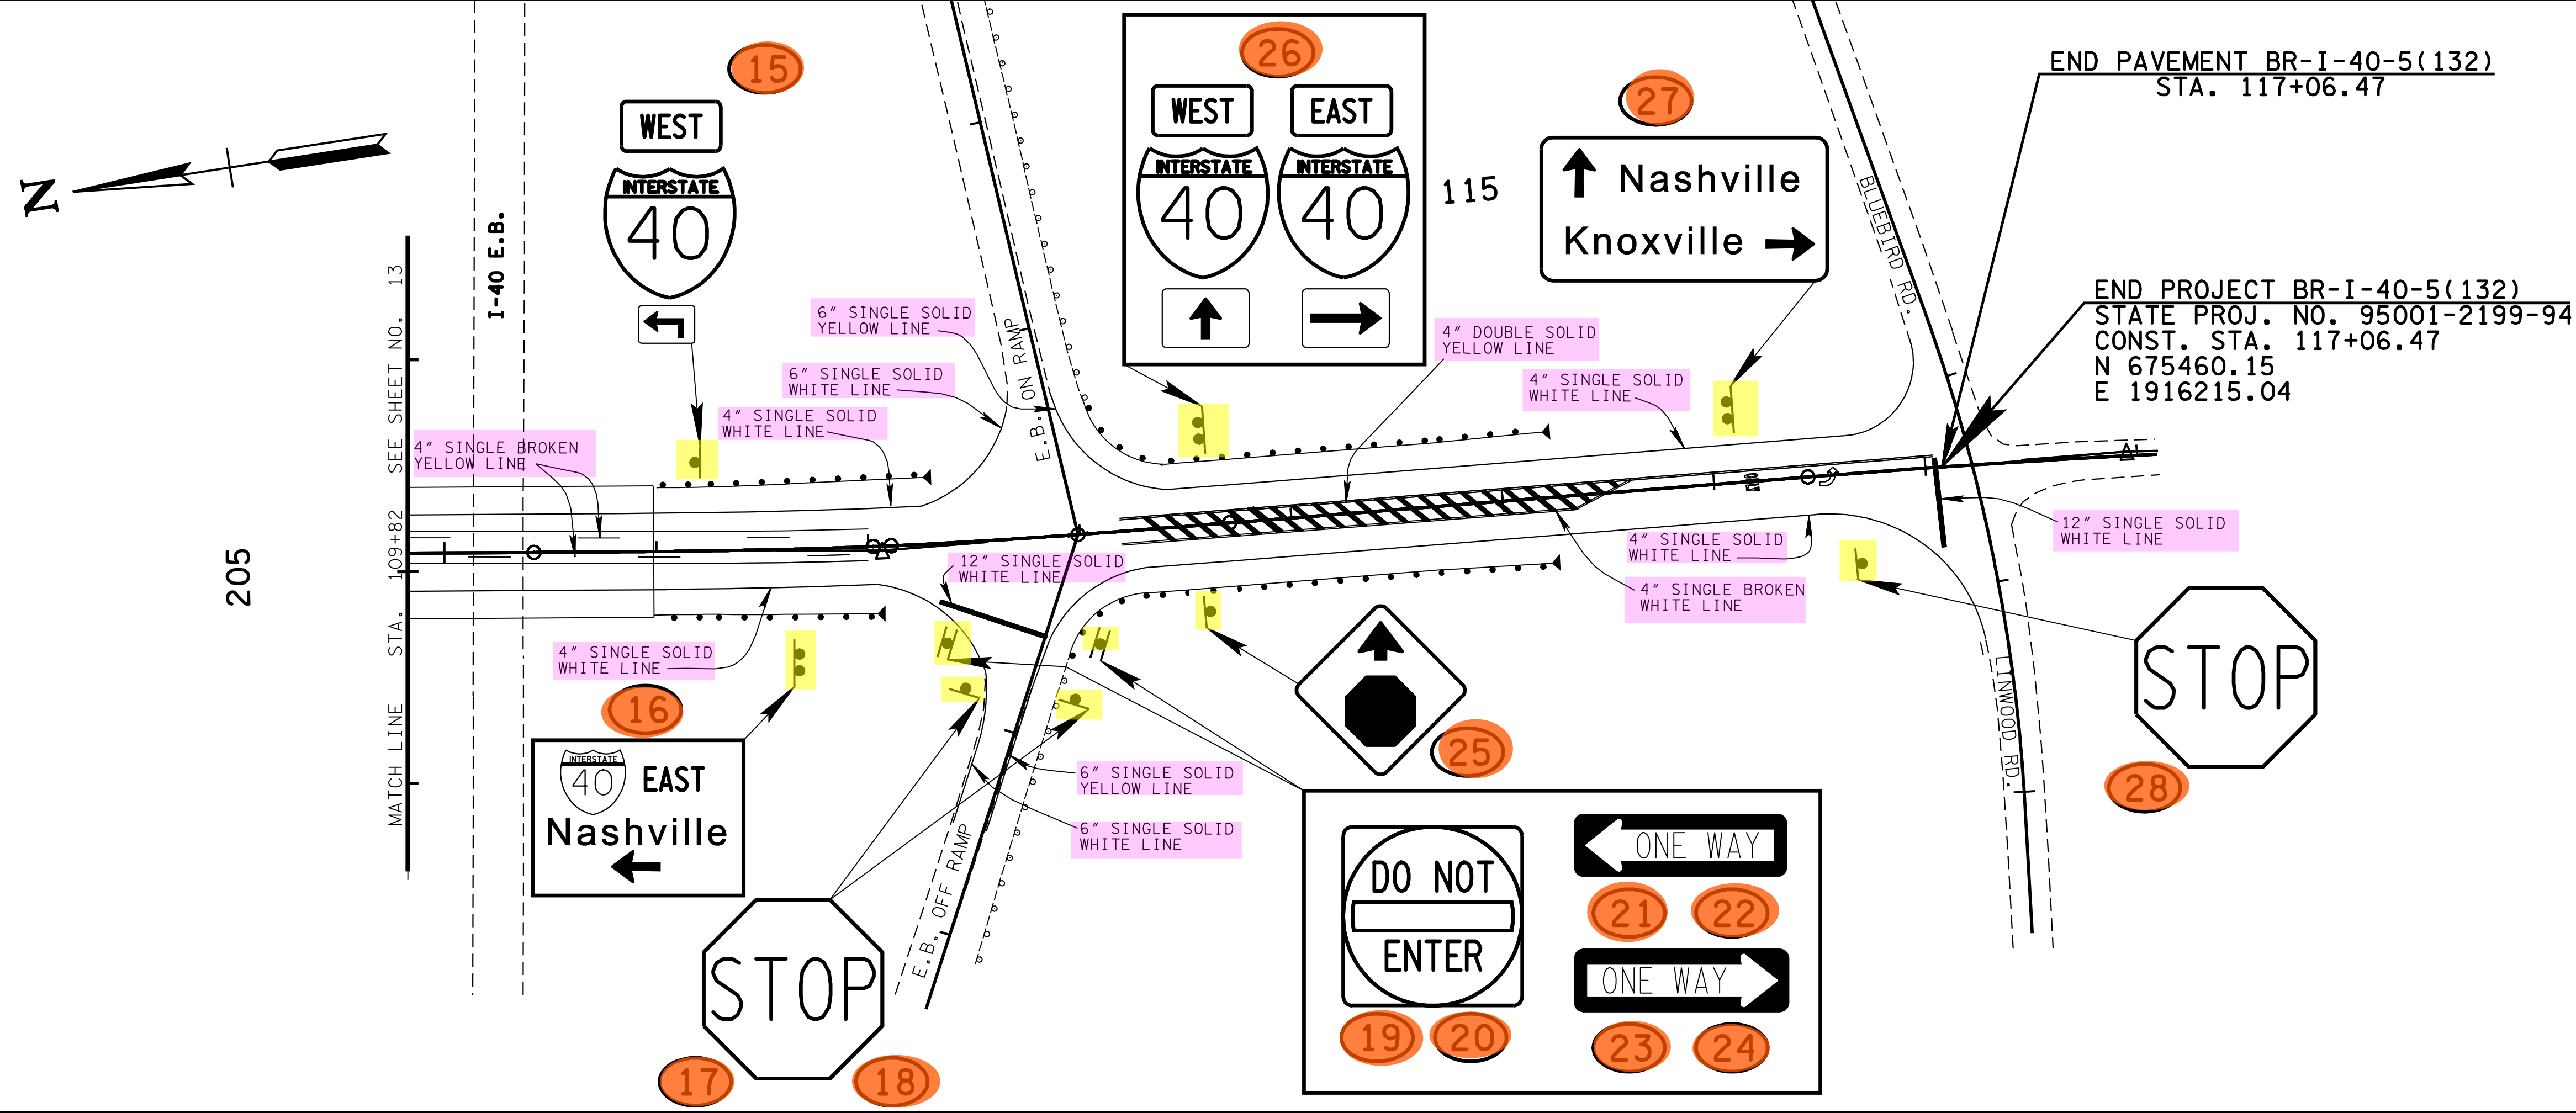 15
WEST
INTERSTATE
40
26
WEST
EAST
INTERSTATE
INTERSTATE
40
40
115
27
Nashville
Knoxville
END PAVEMENT BR-I-40-5(132)
STA. 117+06.47
END PROJECT BR-I-40-5(132)
STATE PROJ. NO. 95001-2199-94
CONST. STA. 117+06.47
N 675460.15
E 1916215.04
N
I-40 E.B.
MATCH LINE STA. 109+82 SEE SHEET NO. 13
205
6" SINGLE SOLID
YELLOW LINE
6" SINGLE SOLID
WHITE LINE
4" SINGLE SOLID
WHITE LINE
4" SINGLE BROKEN
YELLOW LINE
E.B. ON RAMP
4" DOUBLE SOLID
YELLOW LINE
4" SINGLE SOLID
WHITE LINE
BLUEBIRD RD.
12" SINGLE SOLID
WHITE LINE
12" SINGLE SOLID
WHITE LINE
4" SINGLE SOLID
WHITE LINE
4" SINGLE BROKEN
WHITE LINE
4" SINGLE SOLID
WHITE LINE
16
INTERSTATE
40
EAST
Nashville
6" SINGLE SOLID
YELLOW LINE
6" SINGLE SOLID
WHITE LINE
E.B. OFF RAMP
25
LINWOOD RD.
STOP
28
STOP
17
18
DO NOT
ENTER
19
20
ONE WAY
21
22
ONE WAY
23
24